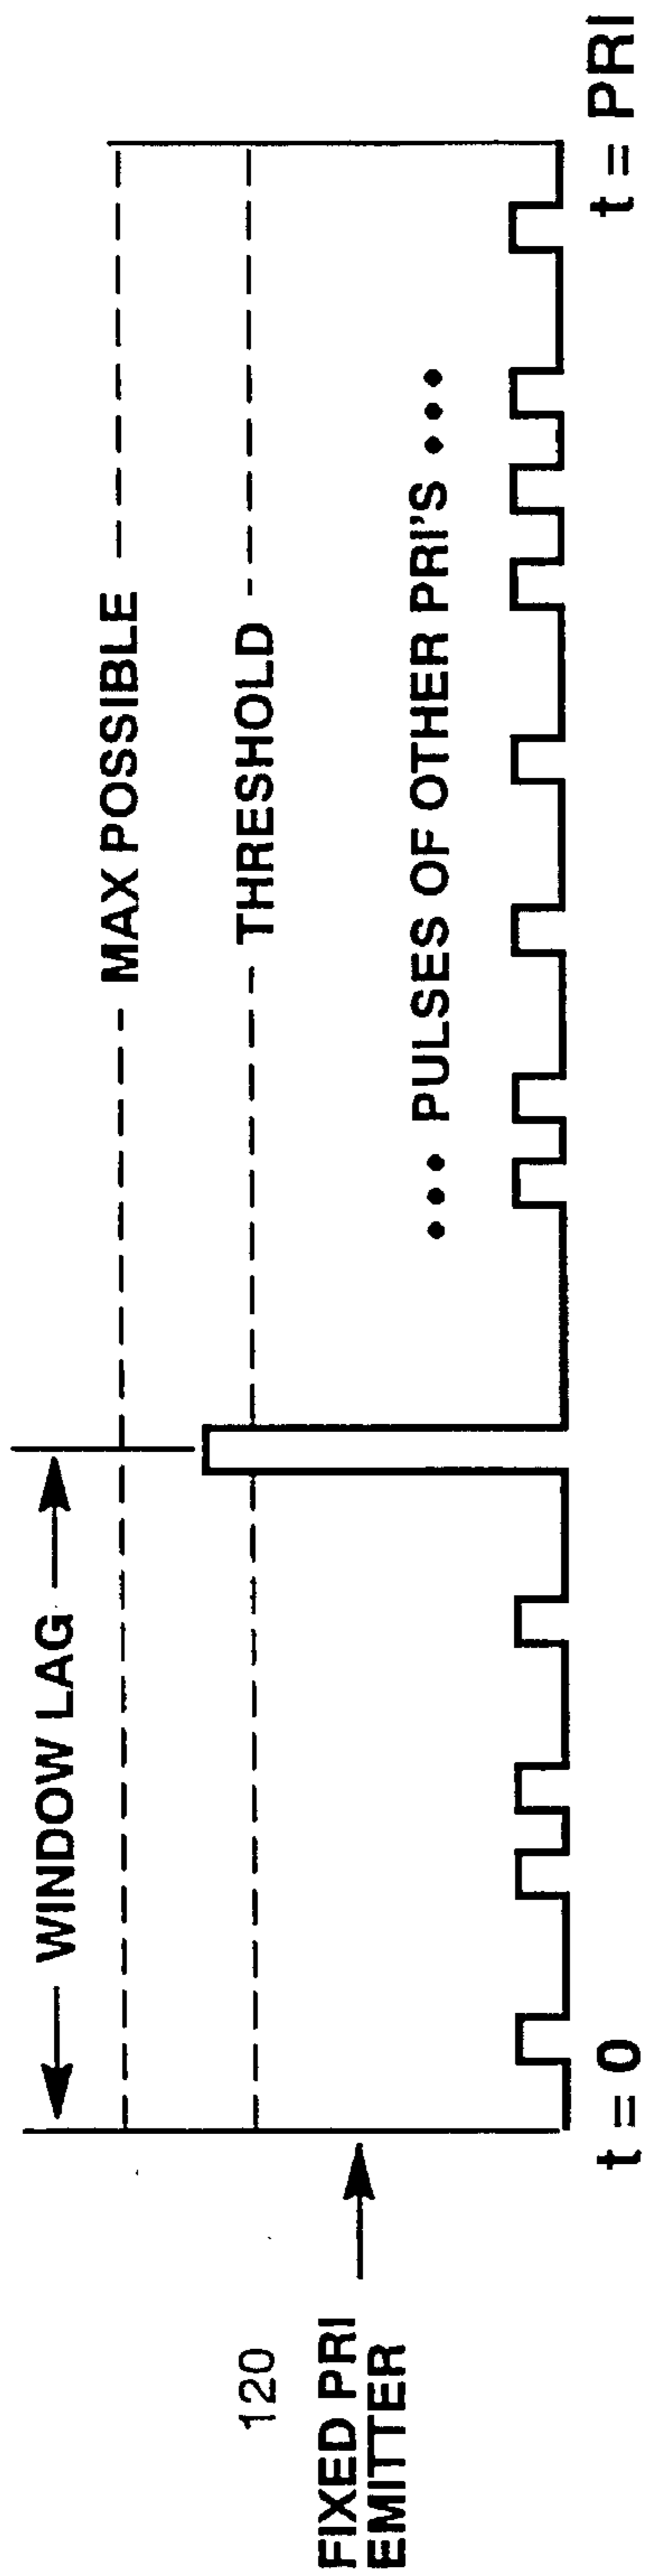 WINDOW LAG
MAX POSSIBLE
120
THRESHOLD
FIXED PRI
EMITTER
••• PULSES OF OTHER PRI'S •••
t = 0
t = PRI